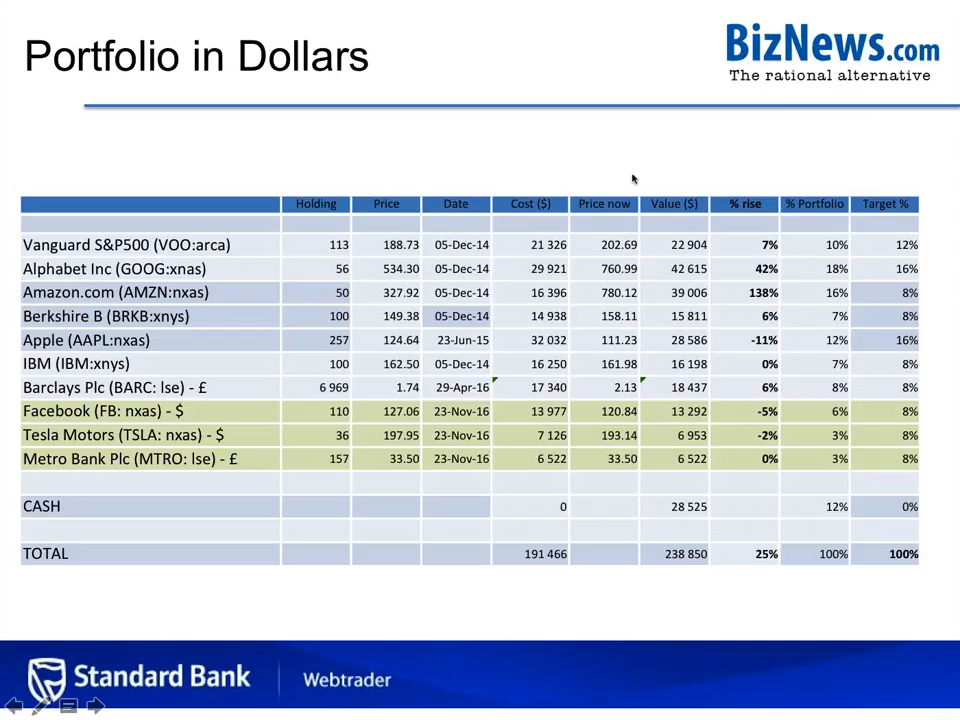 Portfolio in Dollars
BizNews.com
The rational alternative
Holding Price Date Cost ($) Price now Value ($) % rise % Portfolio Target %
Vanguard S&P500 (VOO:arca) 113 188.73 05-Dec-14 21 326 202.69 22 904 7% 10% 12%
Alphabet Inc (GOOG:xnas) 56 534.30 05-Dec-14 29 921 760.99 42 615 42% 18% 16%
Amazon.com (AMZN:nxas) 50 327.92 05-Dec-14 16 396 780.12 39 006 138% 16% 8%
Berkshire B (BRKB:xnys) 100 149.38 05-Dec-14 14 938 158.11 15 811 6% 7% 8%
Apple (AAPL:nxas) 257 124.64 23-Jun-15 32 032 111.23 28 586 -11% 12% 16%
IBM (IBM:xnys) 100 162.50 05-Dec-14 16 250 161.98 16 198 0% 7% 8%
Barclays Plc (BARC: lse) - £ 6 969 1.74 29-Apr-16 17 340 2.13 18 437 6% 8% 8%
Facebook (FB: nxas) - $ 110 127.06 23-Nov-16 13 977 120.84 13 292 -5% 6% 8%
Tesla Motors (TSLA: nxas) - $ 36 197.95 23-Nov-16 7 126 193.14 6 953 -2% 3% 8%
Metro Bank Plc (MTRO: lse) - £ 157 33.50 23-Nov-16 6 522 33.50 6 522 0% 3% 8%
CASH 0 28 525 12% 0%
TOTAL 191 466 238 850 25% 100% 100%
Standard Bank Webtrader